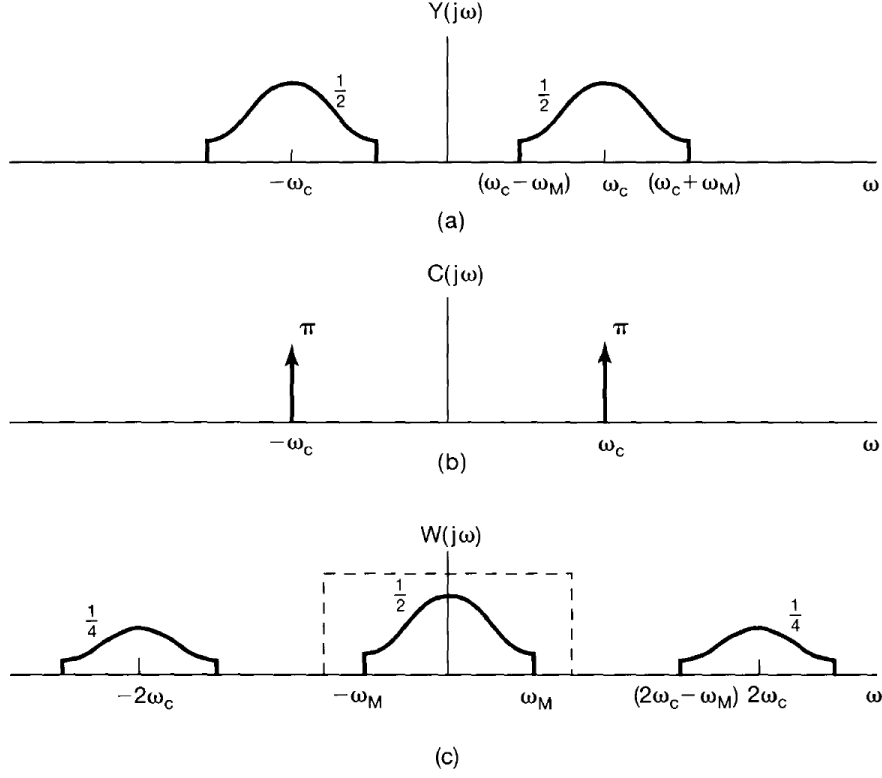 Y(jω)
1/2 1/2
−ω_c (ω_c − ω_M) ω_c (ω_c + ω_M) ω
(a)
C(jω)
π π
−ω_c ω_c ω
(b)
W(jω)
1/4 1/2 1/4
−2ω_c −ω_M ω_M (2ω_c − ω_M) 2ω_c ω
(c)